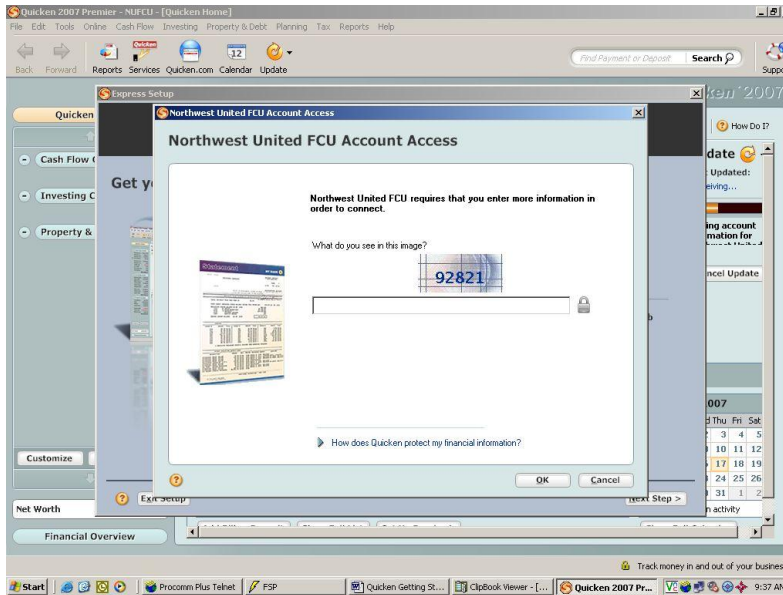 Quicken 2007 Premier - NUFCU - [Quicken Home]
File Edit Tools Online Cash Flow Investing Property & Debt Planning Tax Reports Help
Quicken
12
Back Forward Reports Services Quicken.com Calendar Update
Find Payment or Deposit Search
Express Setup
Northwest United FCU Account Access
Northwest United FCU Account Access
How Do I?
Cash Flow
Investing
Property &
Get
Northwest United FCU requires that you enter more information in
order to connect.
What do you see in this image?
92821
Statement
How does Quicken protect my financial information?
OK Cancel
Updated:
Customize
Exit Setup
Next Step >
Net Worth
Financial Overview
Thu Fri Sat
3 4 5
10 11 12
17 18 19
24 25 26
31 1 2
activity
Track money in and out of your
Start Procomm Plus Telnet FSP Quicken Getting St... ClipBook Viewer - [... Quicken 2007 Pr... 9:37 AM